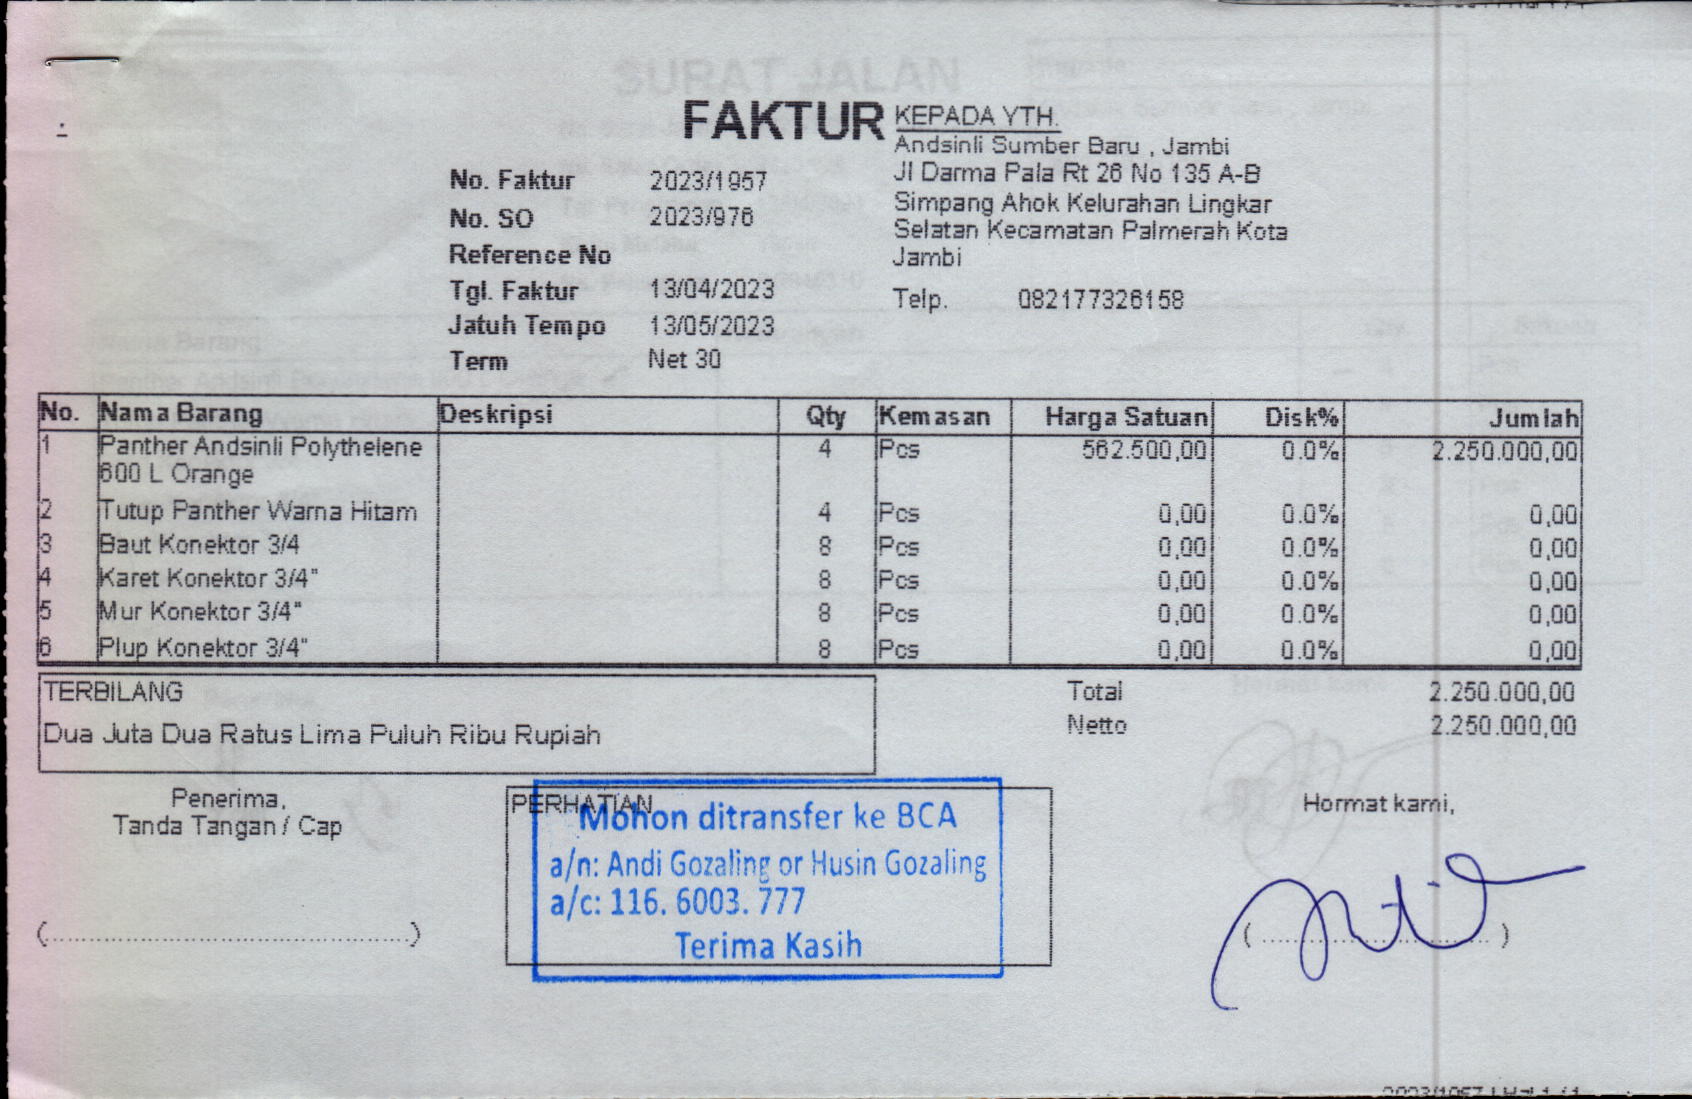 FAKTUR
KEPADA YTH.
Andsinli Sumber Baru , Jambi
Jl Darma Pala Rt 26 No 135 A-B
Simpang Ahok Kelurahan Lingkar
Selatan Kecamatan Palmerah Kota
Jambi
Telp. 082177326158
No. Faktur 2023/1957
No. SO 2023/976
Reference No
Tgl. Faktur 13/04/2023
Jatuh Tempo 13/05/2023
Term Net 30
No. Nama Barang Deskripsi Qty Kemasan Harga Satuan Disk% Jumlah
1 Panther Andsinli Polythelene 4 Pcs 562.500,00 0.0% 2.250.000,00
600 L Orange
2 Tutup Panther Warna Hitam 4 Pcs 0,00 0.0% 0,00
3 Baut Konektor 3/4 8 Pcs 0,00 0.0% 0,00
4 Karet Konektor 3/4" 8 Pcs 0,00 0.0% 0,00
5 Mur Konektor 3/4" 8 Pcs 0,00 0.0% 0,00
6 Plup Konektor 3/4" 8 Pcs 0,00 0.0% 0,00
TERBILANG
Dua Juta Dua Ratus Lima Puluh Ribu Rupiah
Total 2.250.000,00
Netto 2.250.000,00
Penerima,
Tanda Tangan / Cap
(..........................................)
PERHATIAN
Mohon ditransfer ke BCA
a/n: Andi Gozaling or Husin Gozaling
a/c: 116. 6003. 777
Terima Kasih
Hormat kami,
(..........................)
SURAT JALAN